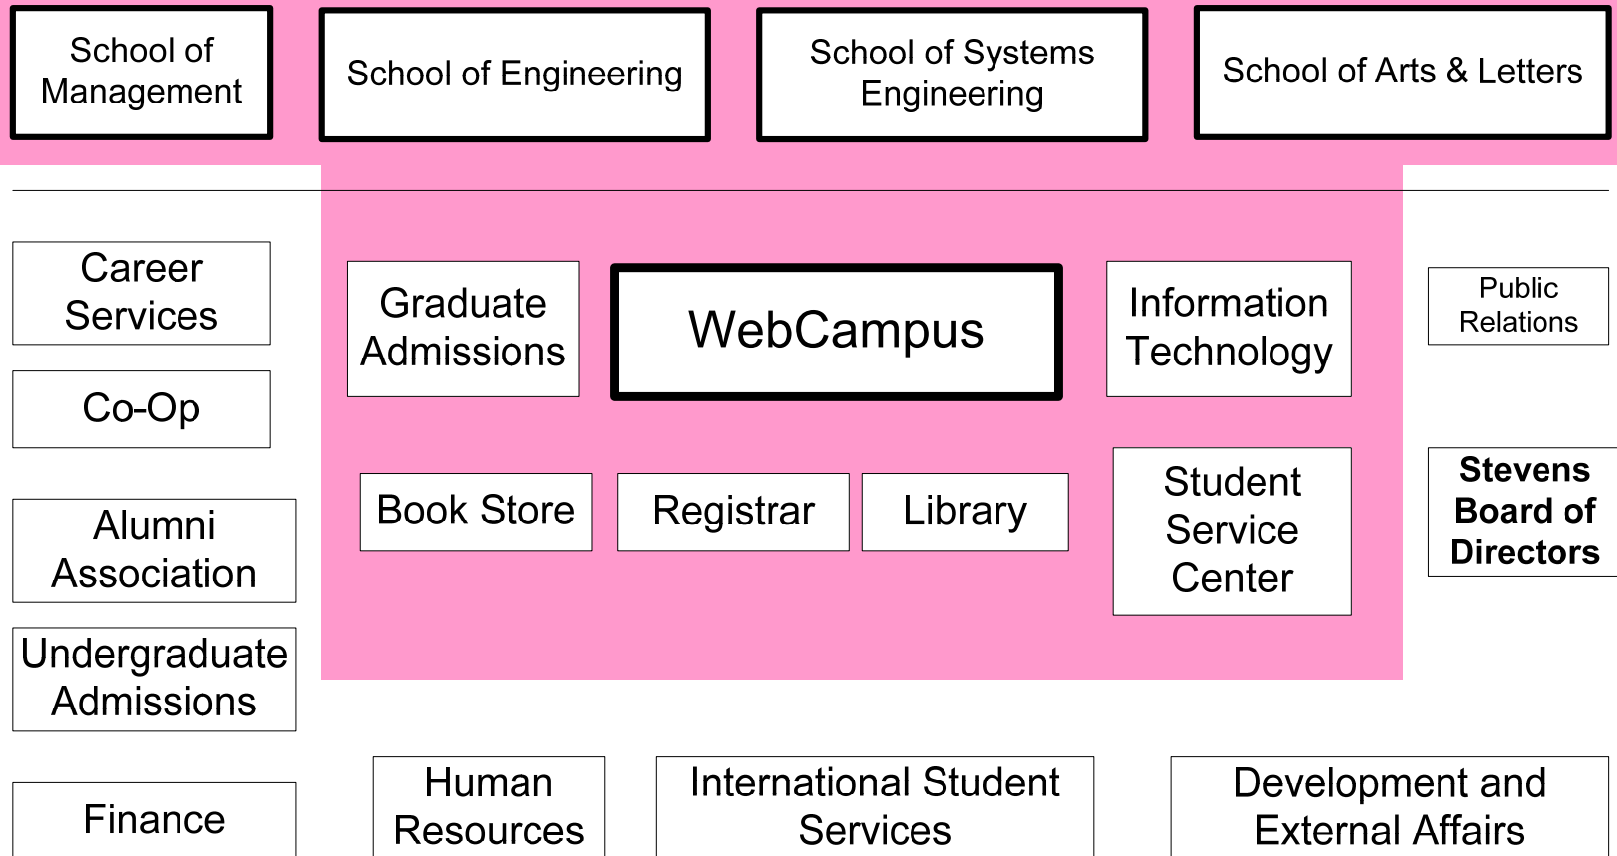 School of
Management
School of Engineering
School of Systems
Engineering
School of Arts & Letters
Career
Services
Graduate
Admissions
WebCampus
Information
Technology
Public
Relations
Co-Op
Book Store
Registrar
Library
Student
Service
Center
Stevens
Board of
Directors
Alumni
Association
Undergraduate
Admissions
Finance
Human
Resources
International Student
Services
Development and
External Affairs